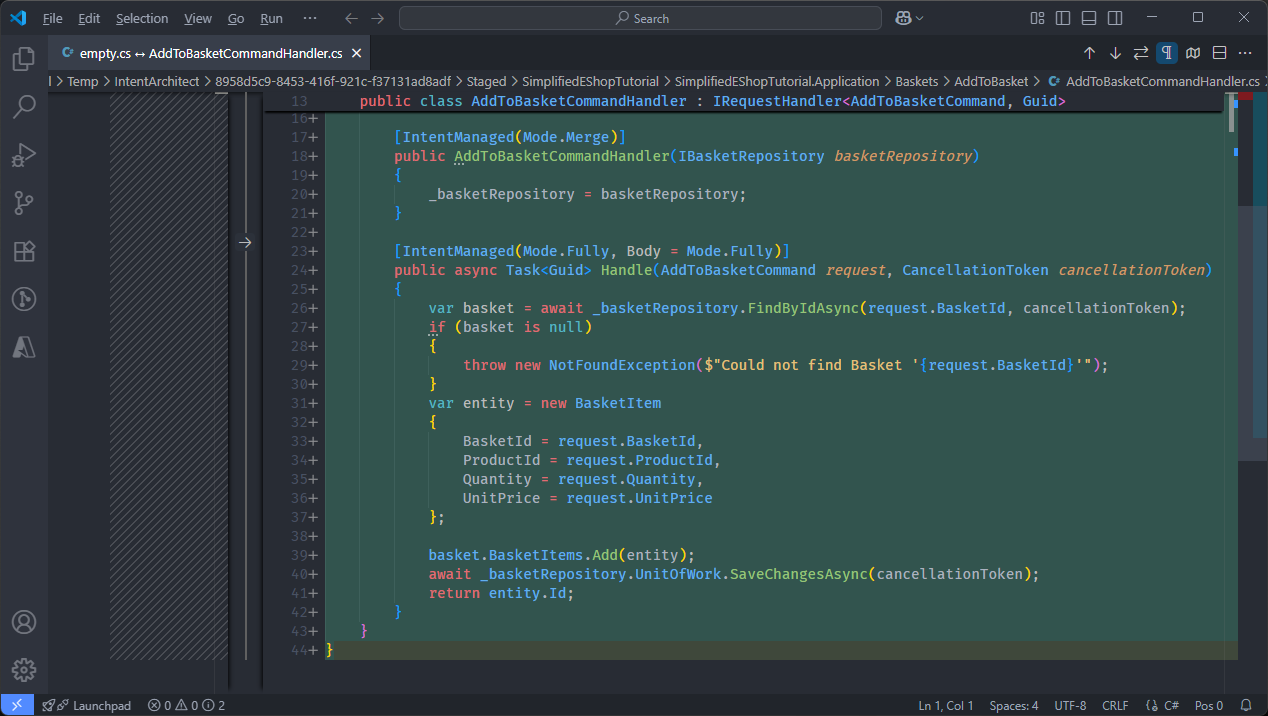 File Edit Selection View Go Run ··· Search
empty.cs ↔ AddToBasketCommandHandler.cs
l > Temp > IntentArchitect > 8958d5c9-8453-416f-921c-f37131ad8adf > Staged > SimplifiedEShopTutorial > SimplifiedEShopTutorial.Application > Baskets > AddToBasket > AddToBasketCommandHandler.cs >
13 public class AddToBasketCommandHandler : IRequestHandler<AddToBasketCommand, Guid>
16+
17+ [IntentManaged(Mode.Merge)]
18+ public AddToBasketCommandHandler(IBasketRepository basketRepository)
19+ {
20+ _basketRepository = basketRepository;
21+ }
22+
23+ [IntentManaged(Mode.Fully, Body = Mode.Fully)]
24+ public async Task<Guid> Handle(AddToBasketCommand request, CancellationToken cancellationToken)
25+ {
26+ var basket = await _basketRepository.FindByIdAsync(request.BasketId, cancellationToken);
27+ if (basket is null)
28+ {
29+ throw new NotFoundException($"Could not find Basket '{request.BasketId}'");
30+ }
31+ var entity = new BasketItem
32+ {
33+ BasketId = request.BasketId,
34+ ProductId = request.ProductId,
35+ Quantity = request.Quantity,
36+ UnitPrice = request.UnitPrice
37+ };
38+
39+ basket.BasketItems.Add(entity);
40+ await _basketRepository.UnitOfWork.SaveChangesAsync(cancellationToken);
41+ return entity.Id;
42+ }
43+ }
44+ }
Launchpad 0 0 2 Ln 1, Col 1 Spaces: 4 UTF-8 CRLF C# Pos 0